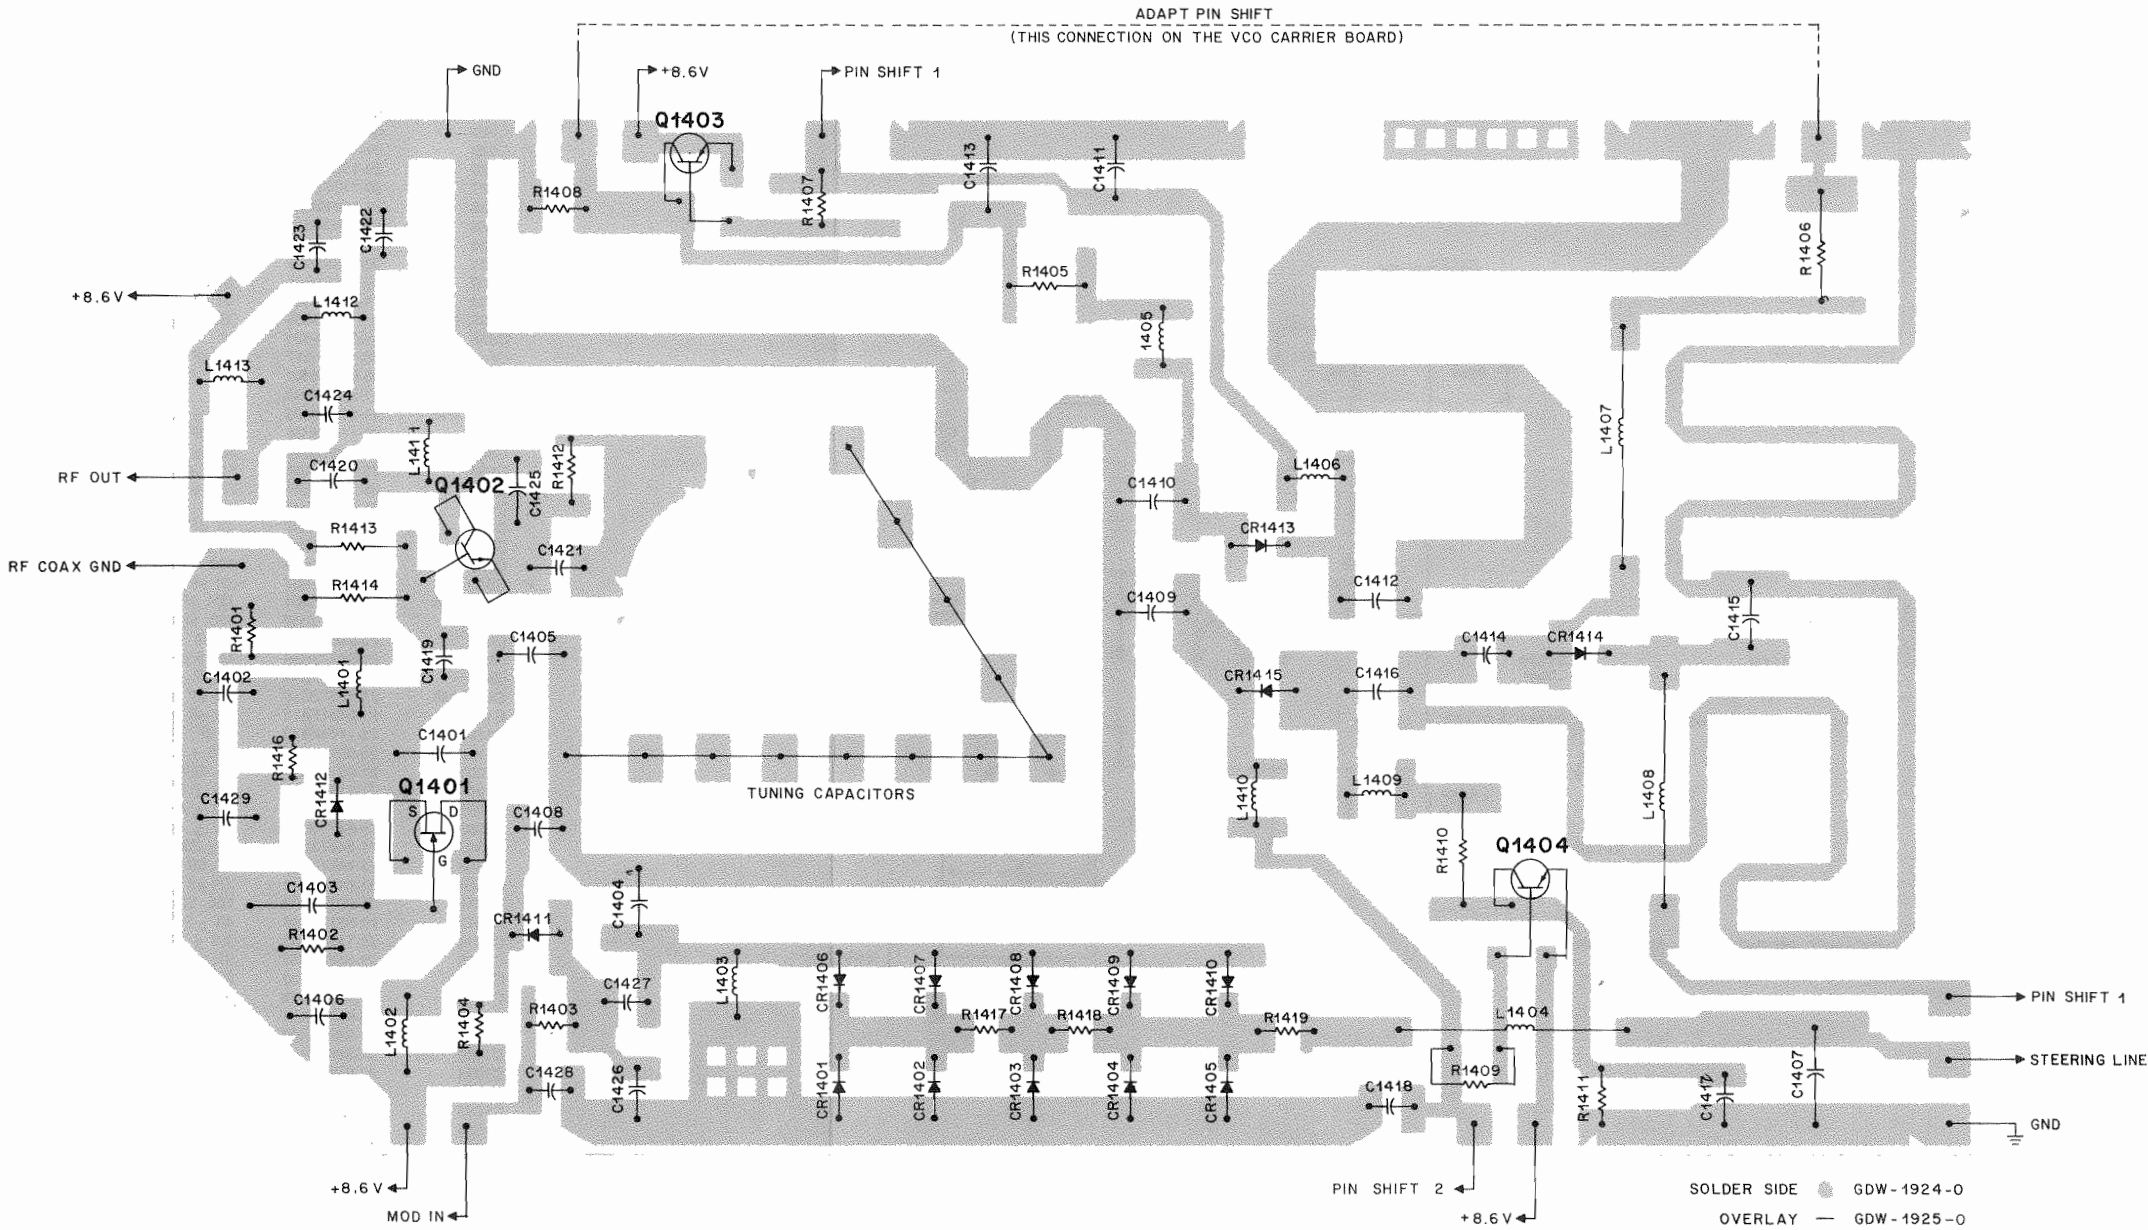 ADAPT PIN SHIFT
(THIS CONNECTION ON THE VCO CARRIER BOARD)
GND
+8.6V
PIN SHIFT 1
Q1403
C1413
C1411
R1408
R1407
C1423
C1422
R1406
R1405
+8.6V
L1412
1405
L1413
C1424
L1407
L1411
R1412
RF OUT
C1420
Q1402
C1425
L1406
C1410
R1413
CR1413
C1421
RF COAX GND
R1414
C1412
C1409
C1415
R1401
C1405
C1419
C1414
CR1414
L1401
C1402
CR1415
C1416
C1401
R1416
Q1401
S
D
G
C1429
CR1412
C1408
TUNING CAPACITORS
L1410
L1409
L1408
R1410
Q1404
C1403
C1404
CR1411
R1402
L1403
CR1406
CR1407
CR1408
CR1409
CR1410
C1427
C1406
L1402
R1404
R1403
R1417
R1418
R1419
L1404
PIN SHIFT 1
STEERING LINE
C1428
C1426
CR1401
CR1402
CR1403
CR1404
CR1405
C1418
R1409
R1411
C1417
C1407
GND
+8.6V
MOD IN
PIN SHIFT 2
+8.6V
SOLDER SIDE GDW-1924-0
OVERLAY — GDW-1925-0